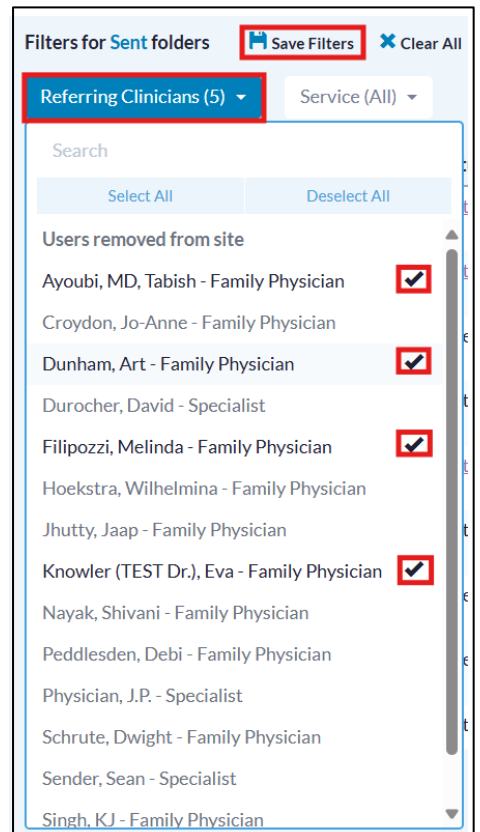 Filters for Sent folders Save Filters Clear All
Referring Clinicians (5) Service (All)
Search
Select All Deselect All
Users removed from site
Ayoubi, MD, Tabish - Family Physician
Croydon, Jo-Anne - Family Physician
Dunham, Art - Family Physician
Durocher, David - Specialist
Filipozzi, Melinda - Family Physician
Hoekstra, Wilhelmina - Family Physician
Jhutty, Jaap - Family Physician
Knowler (TEST Dr.), Eva - Family Physician
Nayak, Shivani - Family Physician
Peddlesden, Debi - Family Physician
Physician, J.P. - Specialist
Schrute, Dwight - Family Physician
Sender, Sean - Specialist
Singh, KJ - Family Physician